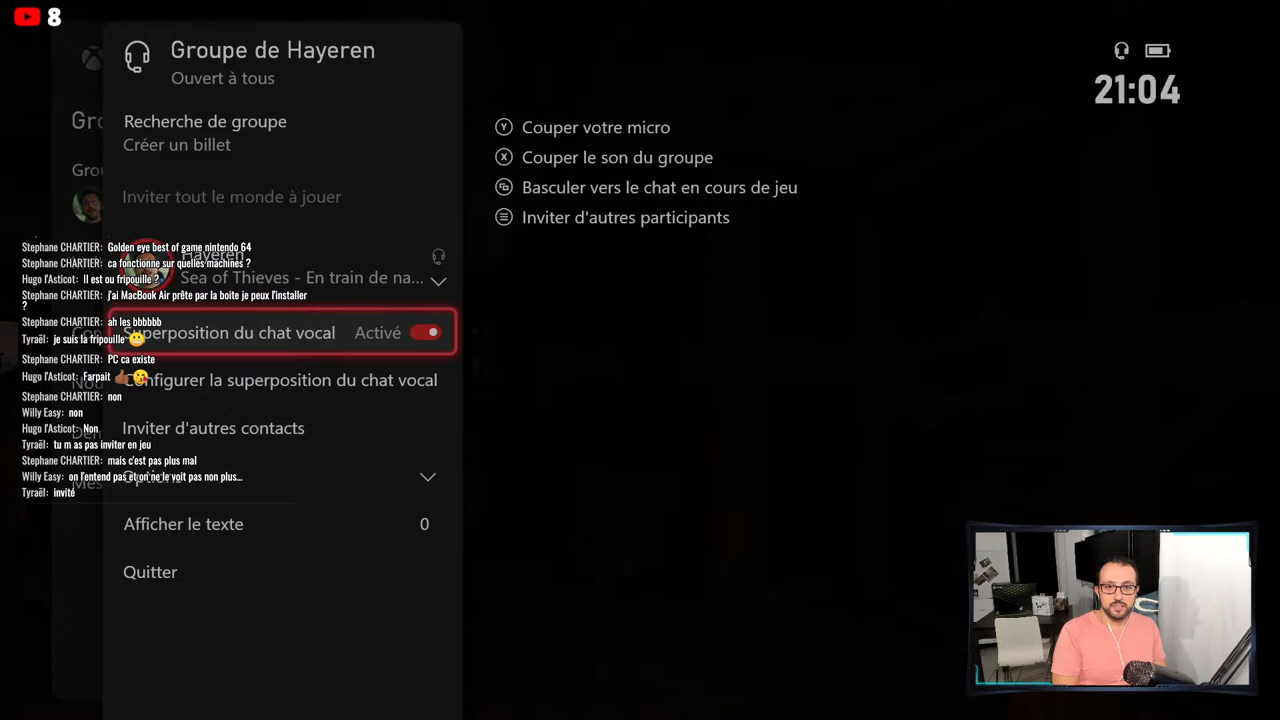 8
Groupe de Hayeren
Ouvert à tous
21:04
Recherche de groupe
Créer un billet
Inviter tout le monde à jouer
Y Couper votre micro
X Couper le son du groupe
Basculer vers le chat en cours de jeu
Inviter d'autres participants
Hayeren
Sea of Thieves - En train de na...
Superposition du chat vocal Activé
Configurer la superposition du chat vocal
Inviter d'autres contacts
Afficher le texte 0
Quitter
Stephane CHARTIER: Golden eye best of game nintendo 64
Stephane CHARTIER: ca fonctionne sur quelles machines ?
Hugo l'Asticot: Il est ou fripouille ?
Stephane CHARTIER: j'ai MacBook Air prête par la boite je peux l'installer
?
Stephane CHARTIER: ah les bbbbbb
Tyraël: je suis la fripouille 😬
Stephane CHARTIER: PC ca existe
Hugo l'Asticot: Farpait 👍🏾😘
Stephane CHARTIER: non
Willy Easy: non
Hugo l'Asticot: Non
Tyraël: tu m as pas inviter en jeu
Stephane CHARTIER: mais c'est pas plus mal
Willy Easy: on l'entend pas et on ne le voit pas non plus...
Tyraël: invité